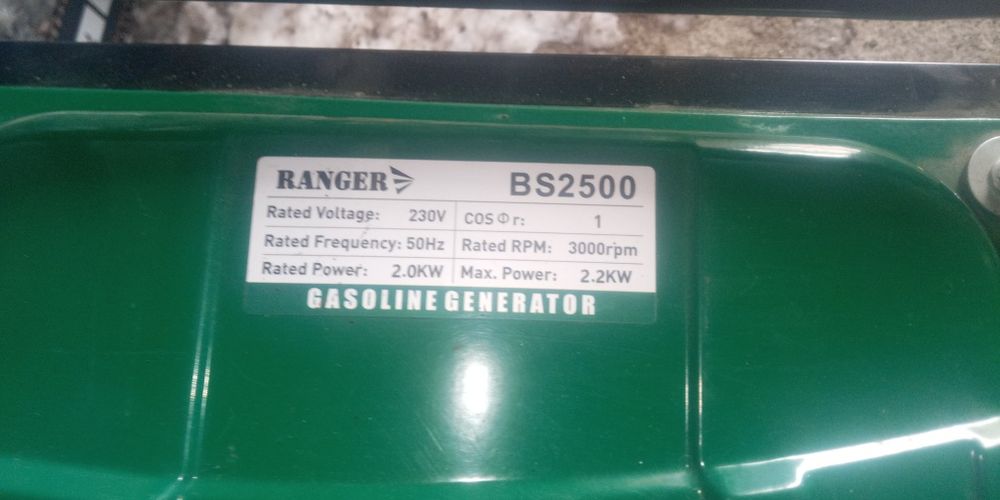 RANGER BS2500
Rated Voltage: 230V COS Φ r: 1
Rated Frequency: 50Hz Rated RPM: 3000rpm
Rated Power: 2.0KW Max. Power: 2.2KW
GASOLINE GENERATOR